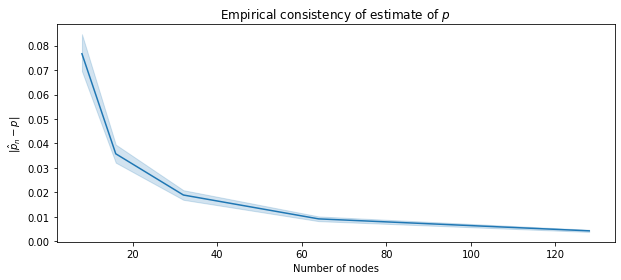 Empirical consistency of estimate of p
|p̂ₙ − p|
0.08
0.07
0.06
0.05
0.04
0.03
0.02
0.01
0.00
20 40 60 80 100 120
Number of nodes